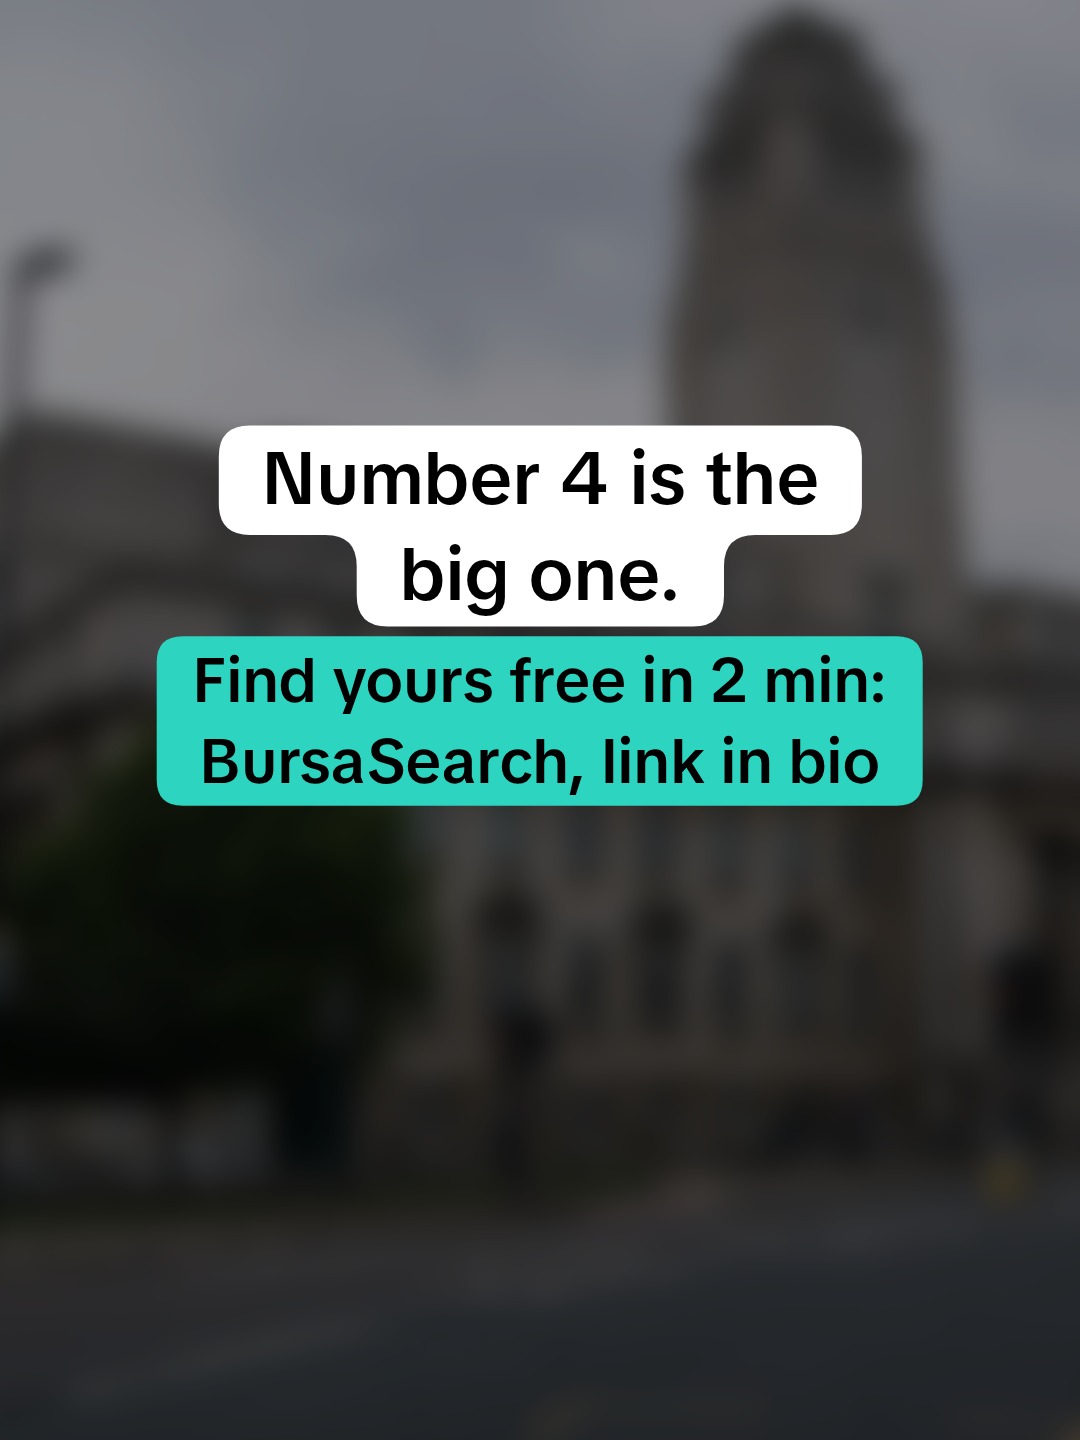 Number 4 is the
big one.
Find yours free in 2 min:
BursaSearch, link in bio